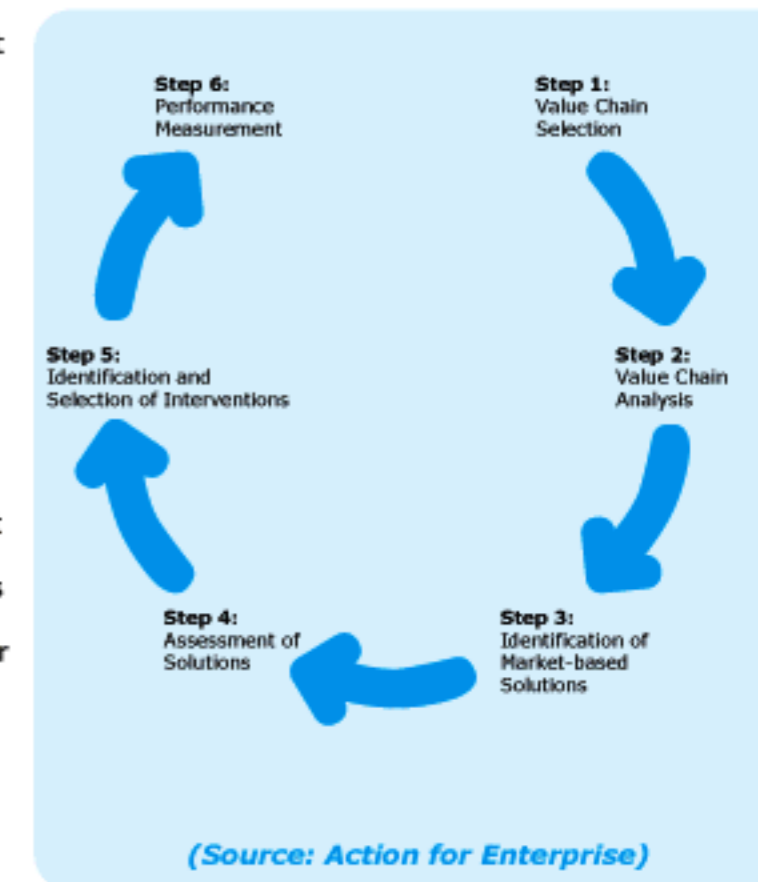 Step 1:
Value Chain
Selection
Step 2:
Value Chain
Analysis
Step 3:
Identification of
Market-based
Solutions
Step 4:
Assessment of
Solutions
Step 5:
Identification and
Selection of Interventions
Step 6:
Performance
Measurement
(Source: Action for Enterprise)